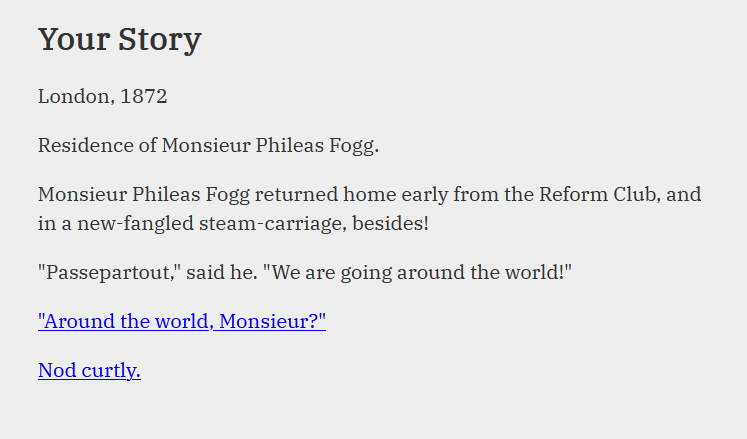 Your Story
London, 1872
Residence of Monsieur Phileas Fogg.
Monsieur Phileas Fogg returned home early from the Reform Club, and
in a new-fangled steam-carriage, besides!
"Passepartout," said he. "We are going around the world!"
"Around the world, Monsieur?"
Nod curtly.